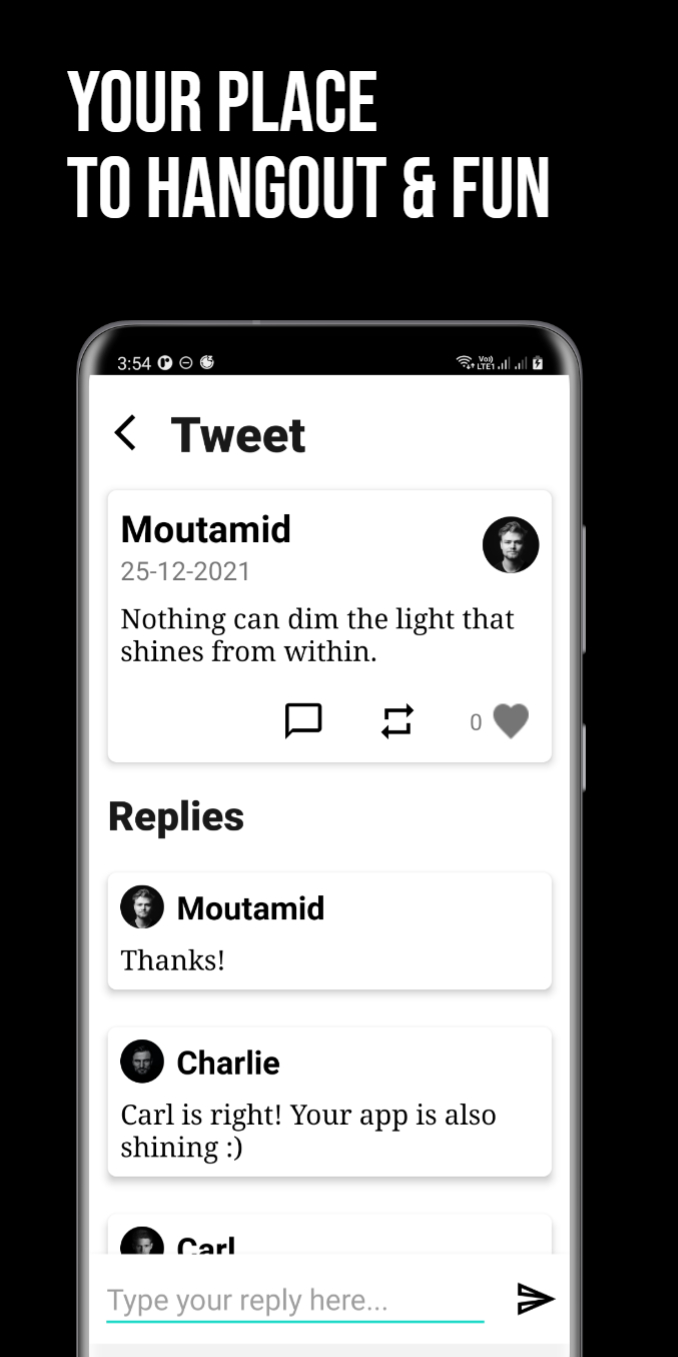 YOUR PLACE
TO HANGOUT & FUN
3:54
Vo))
LTE1
Tweet
Moutamid
25-12-2021
Nothing can dim the light that
shines from within.
0
Replies
Moutamid
Thanks!
Charlie
Carl is right! Your app is also
shining :)
Carl
Type your reply here...